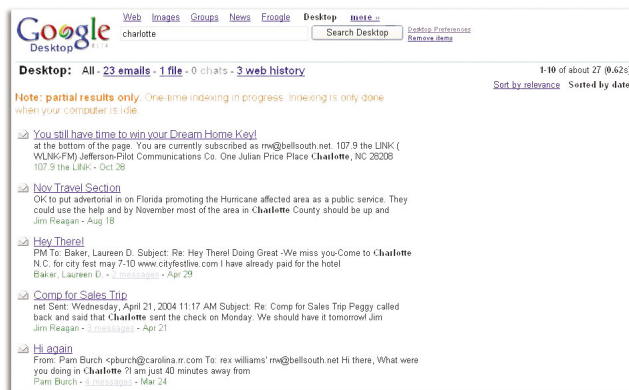 Web Images Groups News Froogle Desktop more »
Google
Desktop BETA
charlotte
Search Desktop
Desktop Preferences
Remove items
Desktop: All - 23 emails - 1 file - 0 chats - 3 web history
1-10 of about 27 (0.62s)
Sort by relevance Sorted by date
Note: partial results only. One-time indexing in progress. Indexing is only done
when your computer is idle.
You still have time to win your Dream Home Key!
at the bottom of the page. You are currently subscribed as rrw@bellsouth.net. 107.9 the LINK (
WLNK-FM) Jefferson-Pilot Communications Co. One Julian Price Place Charlotte, NC 28208
107.9 the LINK - Oct 28
Nov Travel Section
OK to put advertorial in on Florida promoting the Hurricane affected area as a public service. They
could use the help and by November most of the area in Charlotte County should be up and
Jim Reagan - Aug 18
Hey There!
PM To: Baker, Laureen D. Subject: Re: Hey There! Doing Great -We miss you-Come to Charlotte
N.C. for city fest may 7-10 www.cityfestlive.com I have already paid for the hotel
Baker, Laureen D. - 2 messages - Apr 29
Comp for Sales Trip
net Sent: Wednesday, April 21, 2004 11:17 AM Subject: Re: Comp for Sales Trip Peggy called
back and said that Charlotte sent the check on Monday. We should have it tomorrow! Jim
Jim Reagan - 3 messages - Apr 21
Hi again
From: Pam Burch <pburch@carolina.rr.com To: rex williams' rrw@bellsouth.net Hi there, What were
you doing in Charlotte ?I am just 40 minutes away from
Pam Burch - 4 messages - Mar 24